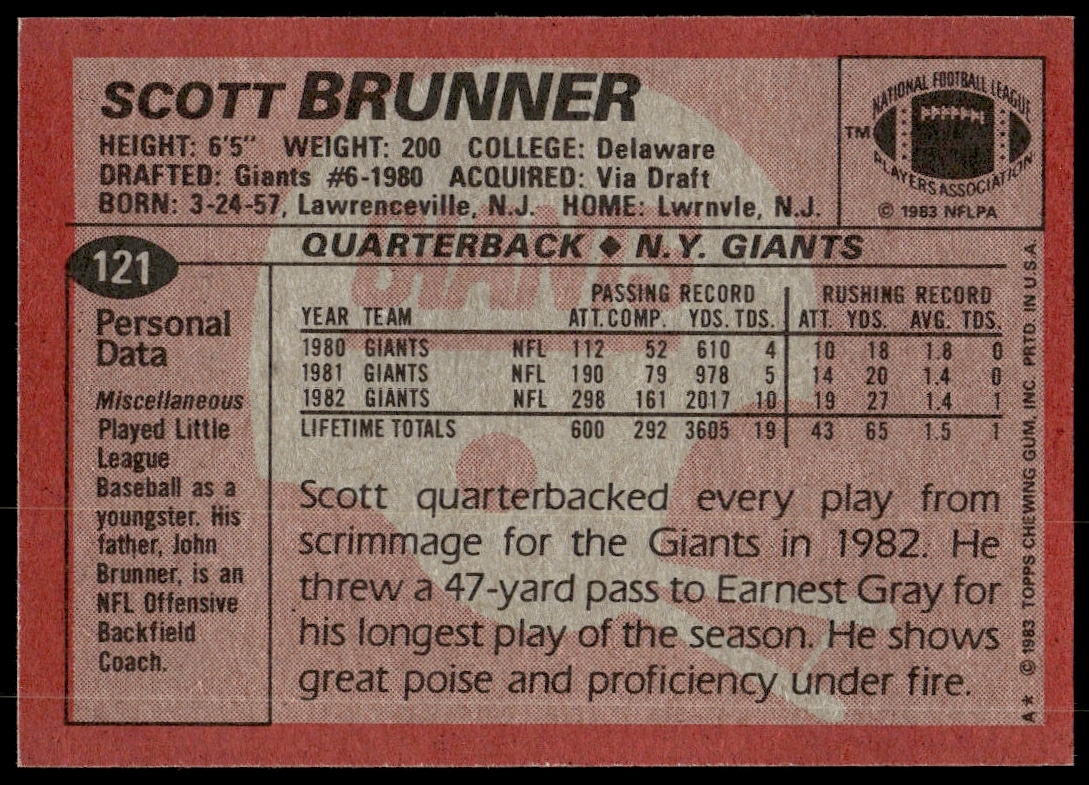 SCOTT BRUNNER
HEIGHT: 6'5" WEIGHT: 200 COLLEGE: Delaware
DRAFTED: Giants #6-1980 ACQUIRED: Via Draft
BORN: 3-24-57, Lawrenceville, N.J. HOME: Lwrnvle, N.J.
NATIONAL FOOTBALL LEAGUE
TM
PLAYERS ASSOCIATION
© 1983 NFLPA
121
QUARTERBACK ◆ N.Y. GIANTS
Personal
Data
Miscellaneous
Played Little
League
Baseball as a
youngster. His
father, John
Brunner, is an
NFL Offensive
Backfield
Coach.
GIANTS
PASSING RECORD RUSHING RECORD
YEAR TEAM ATT. COMP. YDS. TDS. ATT. YDS. AVG. TDS.
1980 GIANTS NFL 112 52 610 4 10 18 1.8 0
1981 GIANTS NFL 190 79 978 5 14 20 1.4 0
1982 GIANTS NFL 298 161 2017 10 19 27 1.4 1
LIFETIME TOTALS 600 292 3605 19 43 65 1.5 1
Scott quarterbacked every play from
scrimmage for the Giants in 1982. He
threw a 47-yard pass to Earnest Gray for
his longest play of the season. He shows
great poise and proficiency under fire.
A* © 1983 TOPPS CHEWING GUM, INC. PRTD. IN U.S.A.